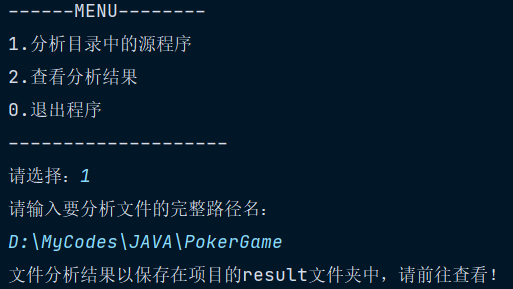 ------MENU--------
1.分析目录中的源程序
2.查看分析结果
0.退出程序
--------------------
请选择：1
请输入要分析文件的完整路径名：
D:\MyCodes\JAVA\PokerGame
文件分析结果以保存在项目的result文件夹中，请前往查看！